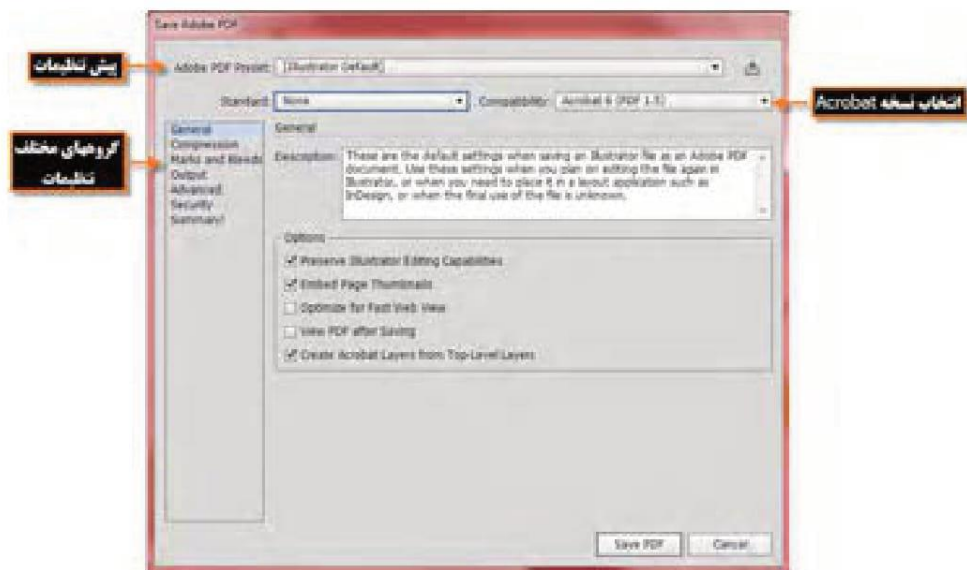 Save Adobe PDF
پیش تنظیمات
Adobe PDF Preset: [Illustrator Default]
Standard: None Compatibility: Acrobat 6 (PDF 1.5)
انتخاب نسخه Acrobat
گروههای مختلف
تنظیمات
General
Compression
Marks and Bleeds
Output
Advanced
Security
Summary
General
Description: These are the default settings when saving an Illustrator file as an Adobe PDF
document. Use these settings when you plan on editing the file again in
Illustrator, or when you need to place it in a layout application such as
InDesign, or when the final use of the file is unknown.
Options
Preserve Illustrator Editing Capabilities
Embed Page Thumbnails
Optimize for Fast Web View
View PDF after Saving
Create Acrobat Layers from Top-Level Layers
Save PDF Cancel